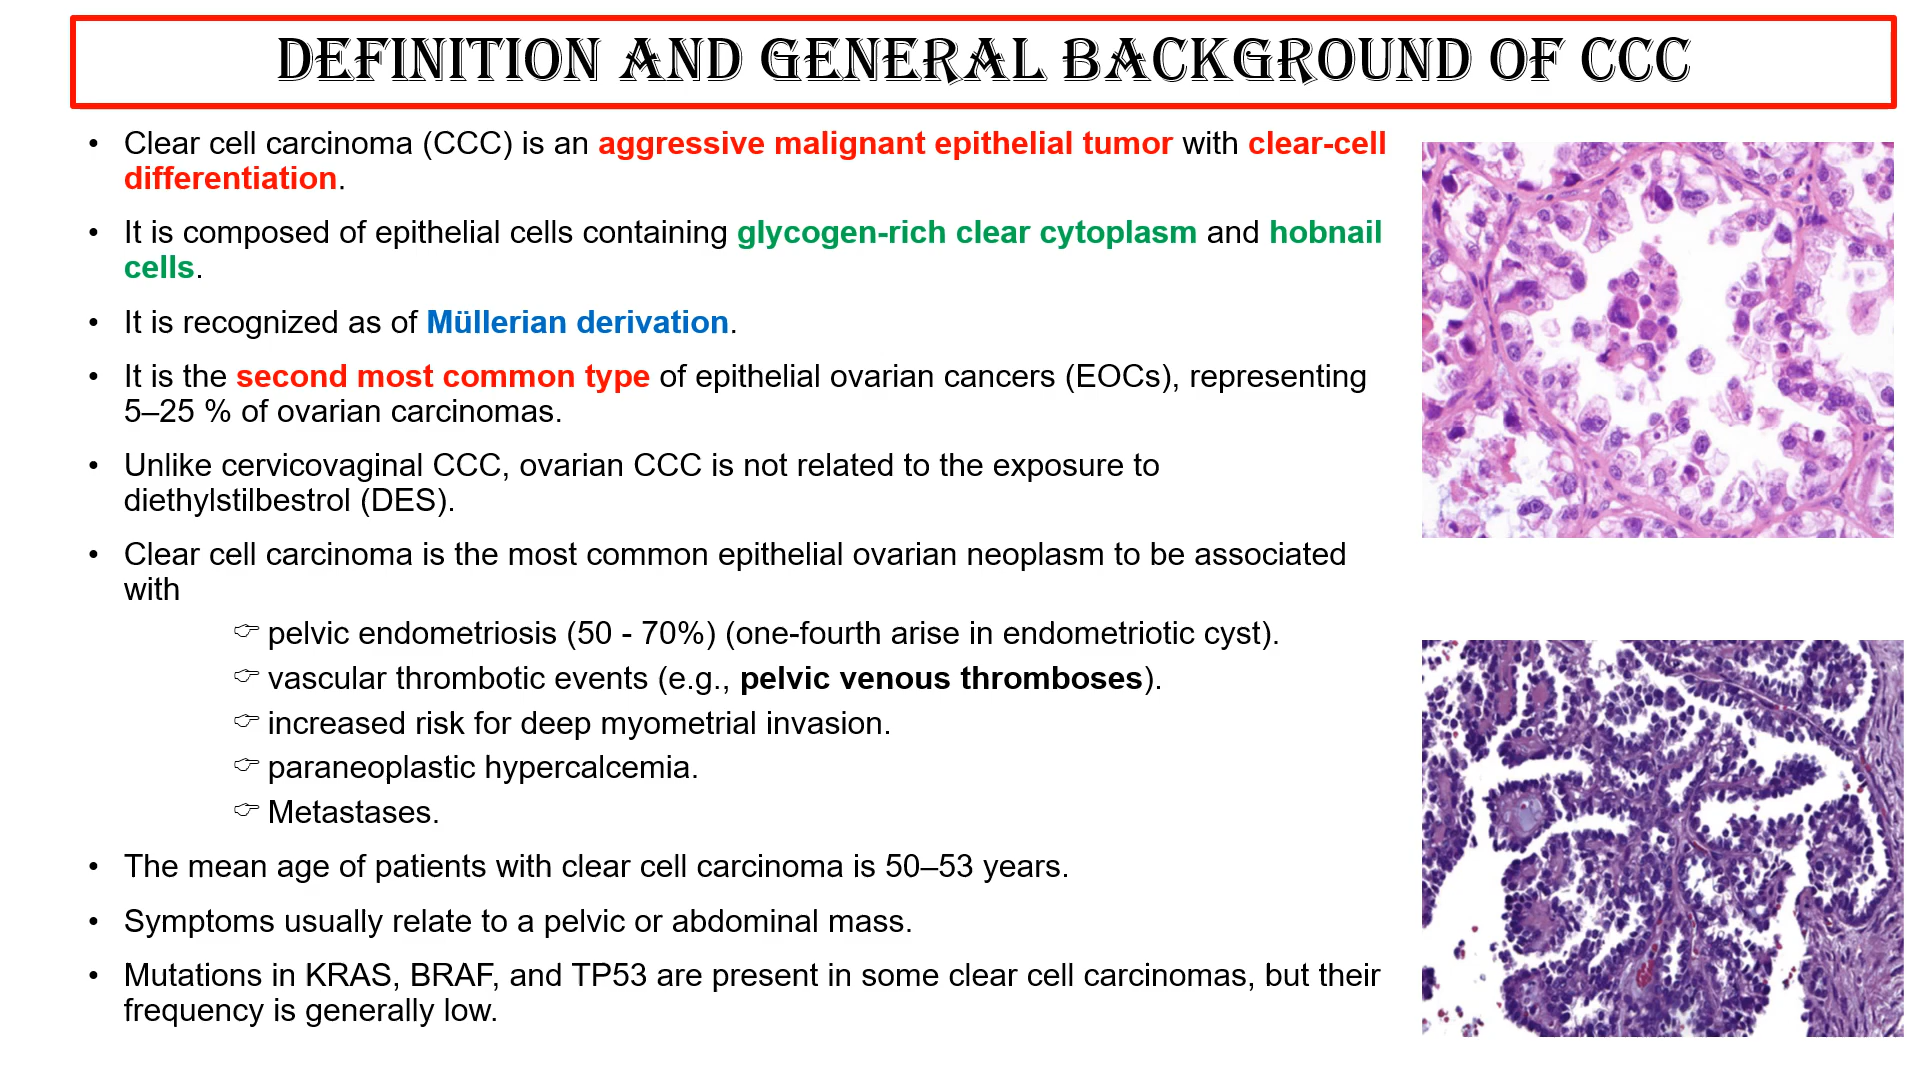 DEFINITION AND GENERAL BACKGROUND OF CCC
• Clear cell carcinoma (CCC) is an aggressive malignant epithelial tumor with clear-cell
differentiation.
• It is composed of epithelial cells containing glycogen-rich clear cytoplasm and hobnail
cells.
• It is recognized as of Müllerian derivation.
• It is the second most common type of epithelial ovarian cancers (EOCs), representing
5–25 % of ovarian carcinomas.
• Unlike cervicovaginal CCC, ovarian CCC is not related to the exposure to
diethylstilbestrol (DES).
• Clear cell carcinoma is the most common epithelial ovarian neoplasm to be associated
with
☞ pelvic endometriosis (50 - 70%) (one-fourth arise in endometriotic cyst).
☞ vascular thrombotic events (e.g., pelvic venous thromboses).
☞ increased risk for deep myometrial invasion.
☞ paraneoplastic hypercalcemia.
☞ Metastases.
• The mean age of patients with clear cell carcinoma is 50–53 years.
• Symptoms usually relate to a pelvic or abdominal mass.
• Mutations in KRAS, BRAF, and TP53 are present in some clear cell carcinomas, but their
frequency is generally low.